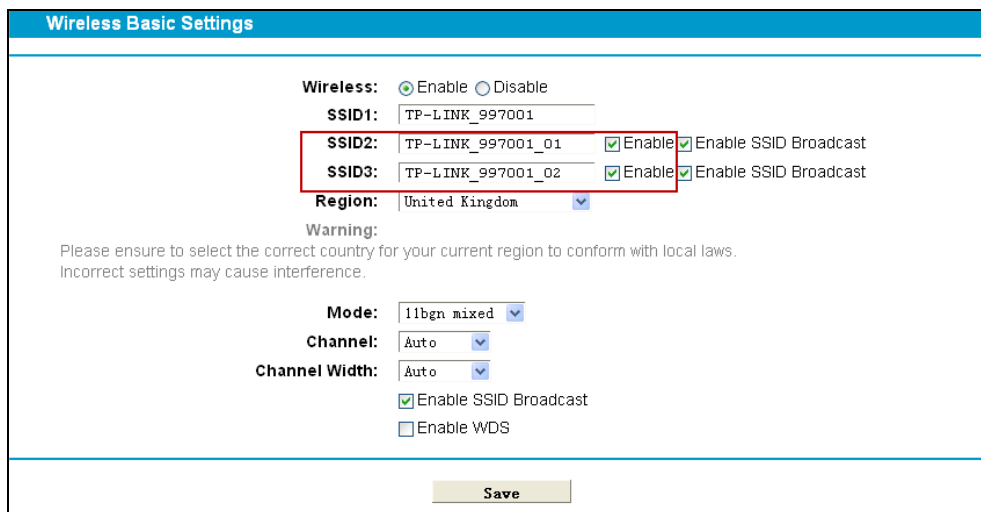 Wireless Basic Settings
Wireless: Enable Disable
SSID1: TP-LINK_997001
SSID2: TP-LINK_997001_01 Enable Enable SSID Broadcast
SSID3: TP-LINK_997001_02 Enable Enable SSID Broadcast
Region: United Kingdom
Warning:
Please ensure to select the correct country for your current region to conform with local laws.
Incorrect settings may cause interference.
Mode: 11bgn mixed
Channel: Auto
Channel Width: Auto
Enable SSID Broadcast
Enable WDS
Save